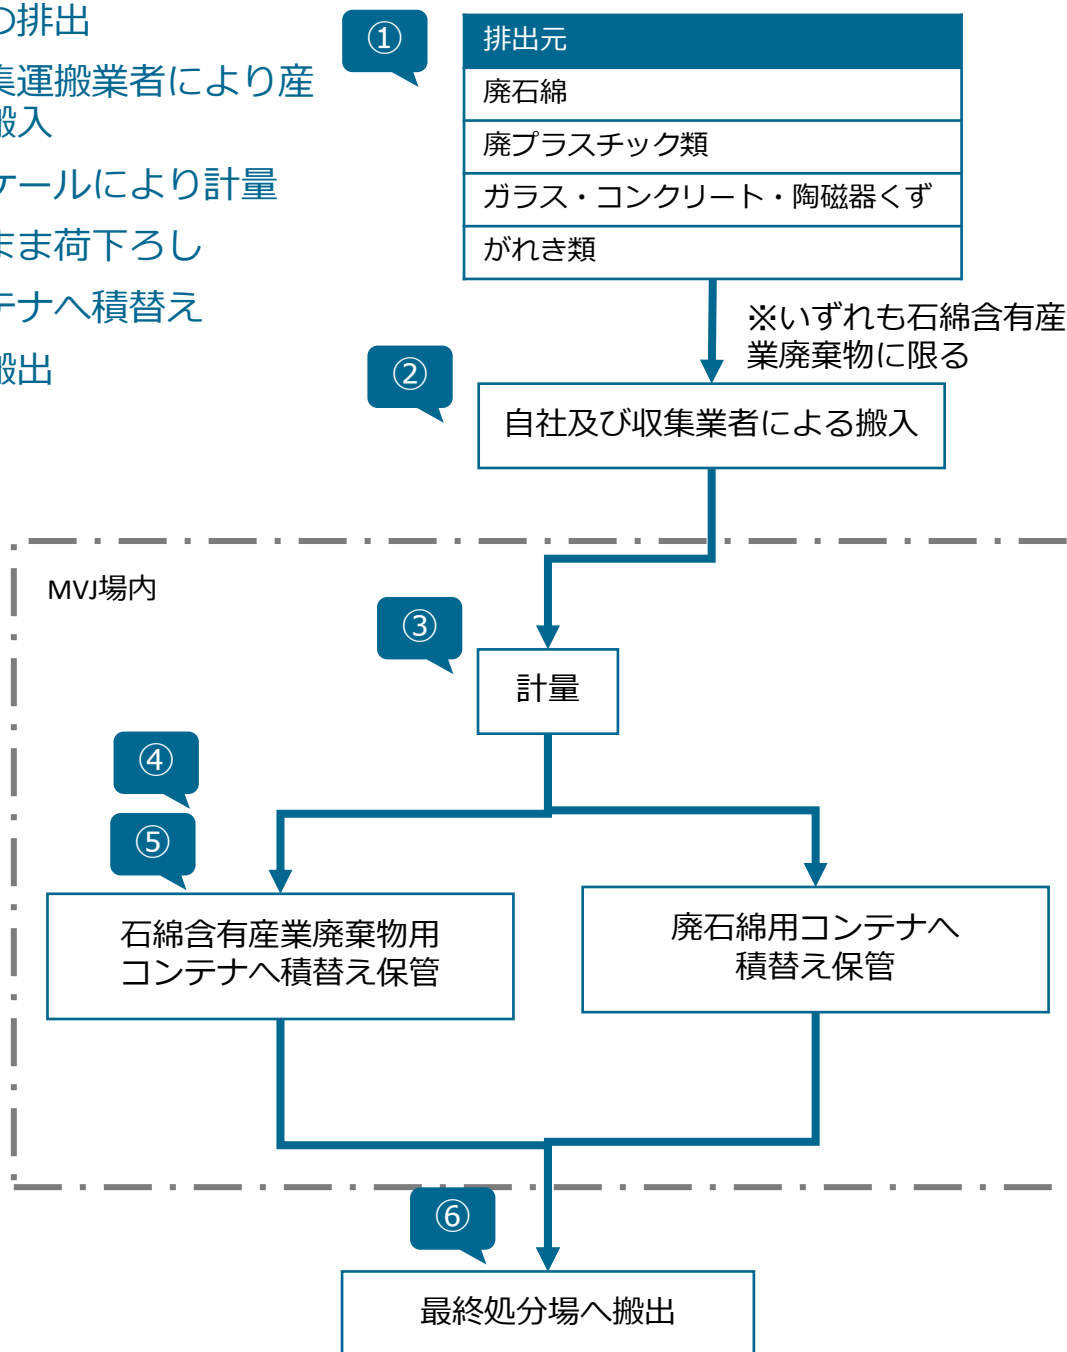 の排出
集運搬業者により産
搬入
ケールにより計量
まま荷下ろし
テナへ積替え
搬出
①
排出元
廃石綿
廃プラスチック類
ガラス・コンクリート・陶磁器くず
がれき類
※いずれも石綿含有産
業廃棄物に限る
②
自社及び収集業者による搬入
MVJ場内
③
計量
④
⑤
石綿含有産業廃棄物用
コンテナへ積替え保管
廃石綿用コンテナへ
積替え保管
⑥
最終処分場へ搬出